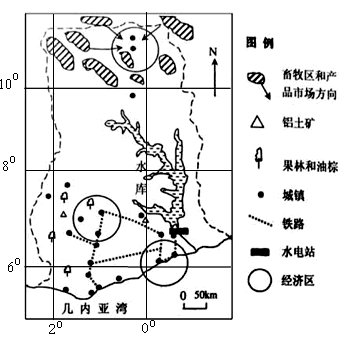 图 例
N
畜牧区和产
品市场方向
10°
铝土矿
果林和油棕
8°
城镇
水
库
铁路
水电站
6°
经济区
几 内 亚 湾
0 50km
2° 0°